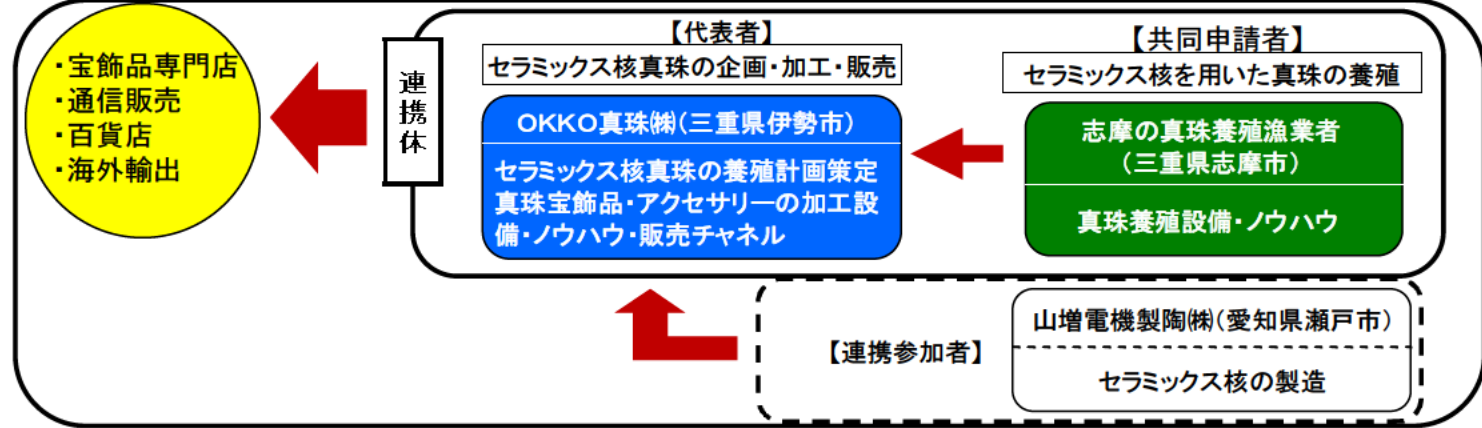 ・宝飾品専門店
・通信販売
・百貨店
・海外輸出
連携体
【代表者】
セラミックス核真珠の企画・加工・販売
OKKO真珠㈱(三重県伊勢市)
セラミックス核真珠の養殖計画策定
真珠宝飾品・アクセサリーの加工設
備・ノウハウ・販売チャネル
【共同申請者】
セラミックス核を用いた真珠の養殖
志摩の真珠養殖漁業者
(三重県志摩市)
真珠養殖設備・ノウハウ
【連携参加者】
山増電機製陶㈱(愛知県瀬戸市)
セラミックス核の製造